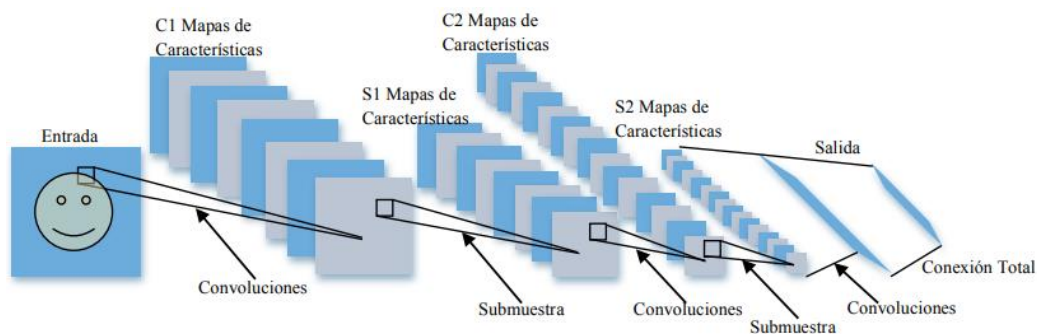 C1 Mapas de
Características
C2 Mapas de
Características
S1 Mapas de
Características
S2 Mapas de
Características
Entrada
Salida
Convoluciones
Submuestra
Convoluciones
Submuestra
Convoluciones
Conexión Total